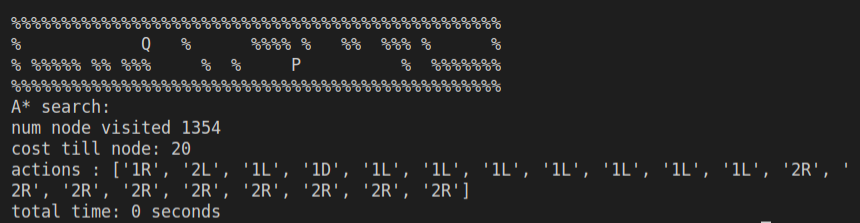 %%%%%%%%%%%%%%%%%%%%%%%%%%%%%%%%%%%%%%%%%%%%%%%%%
%            Q   %      %%%% %   %%  %%% %      %
% %%%%% %% %%%     %  %     P          %  %%%%%%%
%%%%%%%%%%%%%%%%%%%%%%%%%%%%%%%%%%%%%%%%%%%%%%%%%
A* search:
num node visited 1354
cost till node: 20
actions : ['1R', '2L', '1L', '1D', '1L', '1L', '1L', '1L', '1L', '1L', '1L', '2R', '
2R', '2R', '2R', '2R', '2R', '2R', '2R', '2R']
total time: 0 seconds